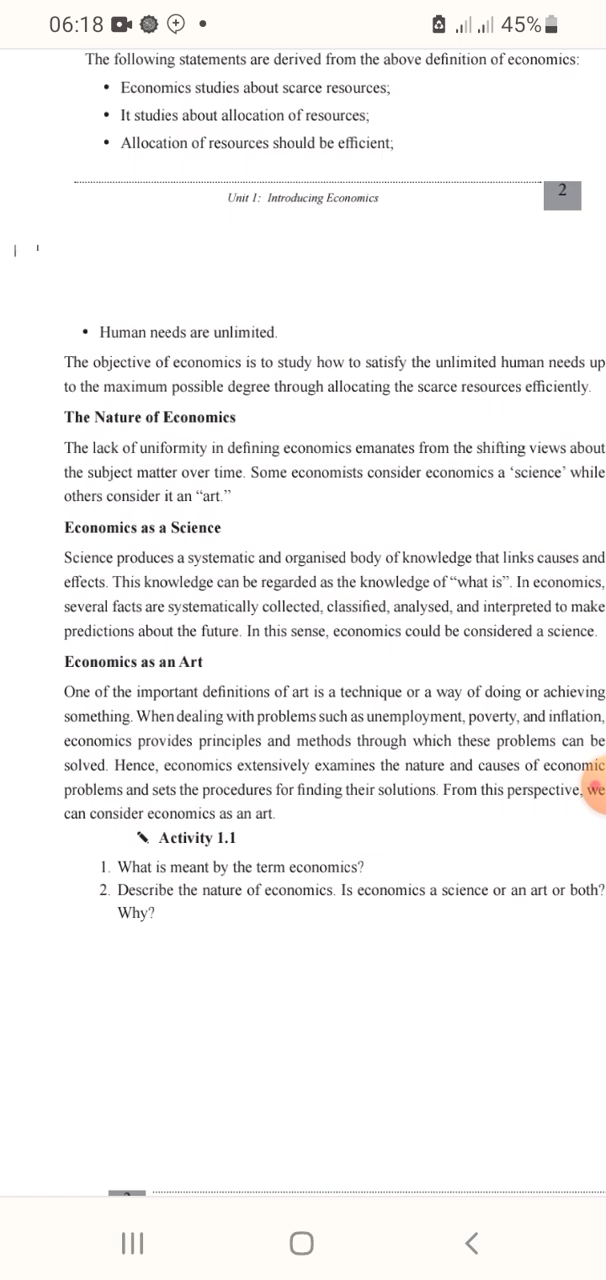 06:18 45%
The following statements are derived from the above definition of economics:
• Economics studies about scarce resources;
• It studies about allocation of resources;
• Allocation of resources should be efficient;
Unit 1: Introducing Economics 2
• Human needs are unlimited.
The objective of economics is to study how to satisfy the unlimited human needs up
to the maximum possible degree through allocating the scarce resources efficiently.
The Nature of Economics
The lack of uniformity in defining economics emanates from the shifting views about
the subject matter over time. Some economists consider economics a ‘science’ while
others consider it an “art.”
Economics as a Science
Science produces a systematic and organised body of knowledge that links causes and
effects. This knowledge can be regarded as the knowledge of “what is”. In economics,
several facts are systematically collected, classified, analysed, and interpreted to make
predictions about the future. In this sense, economics could be considered a science.
Economics as an Art
One of the important definitions of art is a technique or a way of doing or achieving
something. When dealing with problems such as unemployment, poverty, and inflation,
economics provides principles and methods through which these problems can be
solved. Hence, economics extensively examines the nature and causes of economic
problems and sets the procedures for finding their solutions. From this perspective, we
can consider economics as an art.
Activity 1.1
1. What is meant by the term economics?
2. Describe the nature of economics. Is economics a science or an art or both?
Why?